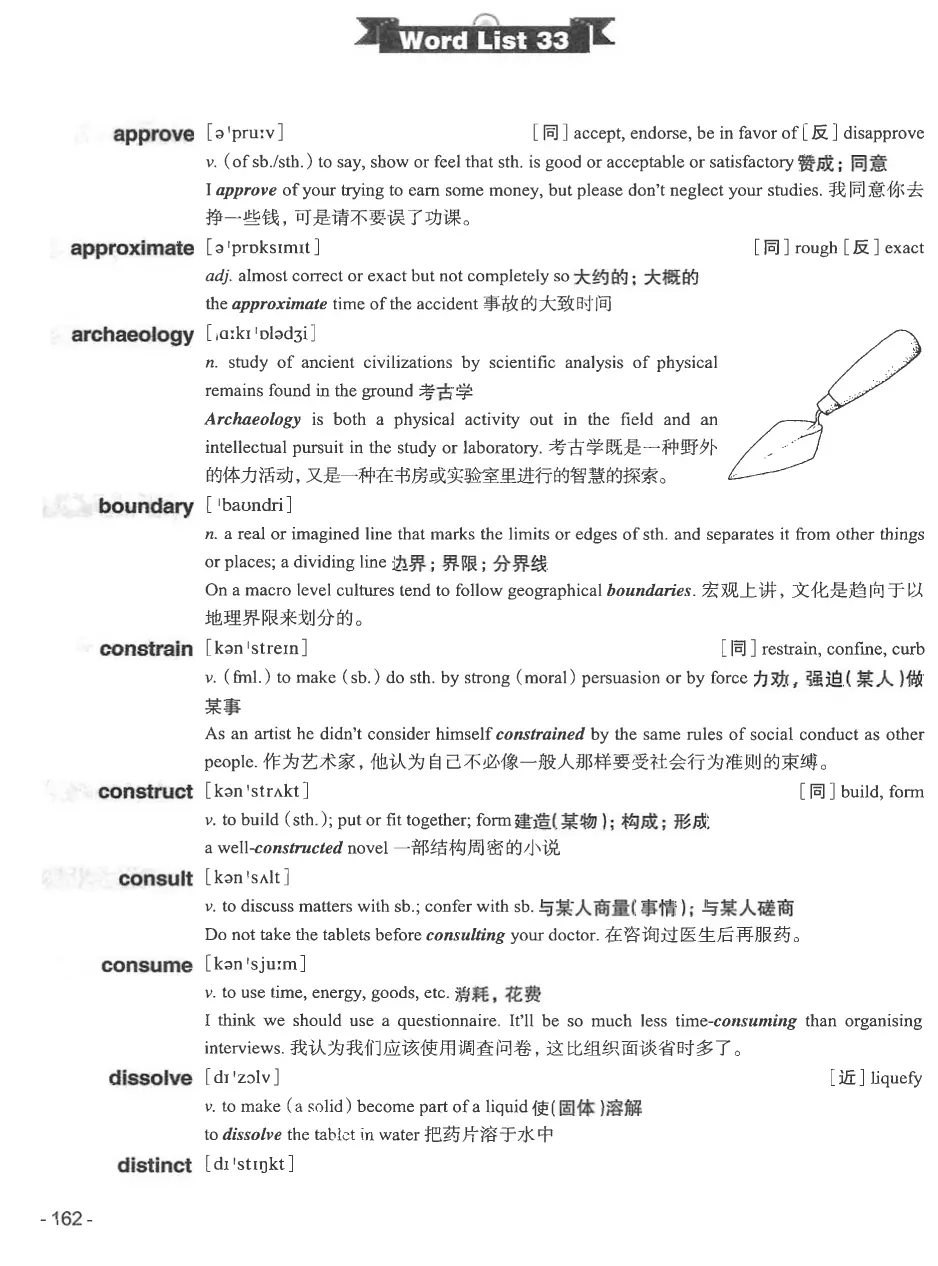 Word List 33
approve [ə'pruːv] [同] accept, endorse, be in favor of [反] disapprove
v. (of sb./sth.) to say, show or feel that sth. is good or acceptable or satisfactory 赞成；同意
I approve of your trying to earn some money, but please don't neglect your studies. 我同意你去
挣一些钱，可是请不要误了功课。
approximate [ə'prɒksɪmɪt] [同] rough [反] exact
adj. almost correct or exact but not completely so 大约的；大概的
the approximate time of the accident 事故的大致时间
archaeology [ˌɑːkɪ'ɒlədʒi]
n. study of ancient civilizations by scientific analysis of physical
remains found in the ground 考古学
Archaeology is both a physical activity out in the field and an
intellectual pursuit in the study or laboratory. 考古学既是一种野外
的体力活动，又是一种在书房或实验室里进行的智慧的探索。
boundary ['baʊndri]
n. a real or imagined line that marks the limits or edges of sth. and separates it from other things
or places; a dividing line 边界；界限；分界线
On a macro level cultures tend to follow geographical boundaries. 宏观上讲，文化是趋向于以
地理界限来划分的。
constrain [kən'streɪn] [同] restrain, confine, curb
v. (fml.) to make (sb.) do sth. by strong (moral) persuasion or by force 力劝，强迫(某人)做
某事
As an artist he didn't consider himself constrained by the same rules of social conduct as other
people. 作为艺术家，他认为自己不必像一般人那样要受社会行为准则的束缚。
construct [kən'strʌkt] [同] build, form
v. to build (sth.); put or fit together; form 建造(某物)；构成；形成
a well-constructed novel 一部结构周密的小说
consult [kən'sʌlt]
v. to discuss matters with sb.; confer with sb. 与某人商量(事情)；与某人磋商
Do not take the tablets before consulting your doctor. 在咨询过医生后再服药。
consume [kən'sjuːm]
v. to use time, energy, goods, etc. 消耗，花费
I think we should use a questionnaire. It'll be so much less time-consuming than organising
interviews. 我认为我们应该使用调查问卷，这比组织面谈省时多了。
dissolve [dɪ'zɔlv] [近] liquefy
v. to make (a solid) become part of a liquid 使(固体)溶解
to dissolve the tablet in water 把药片溶于水中
distinct [dɪ'stɪŋkt]
- 162 -